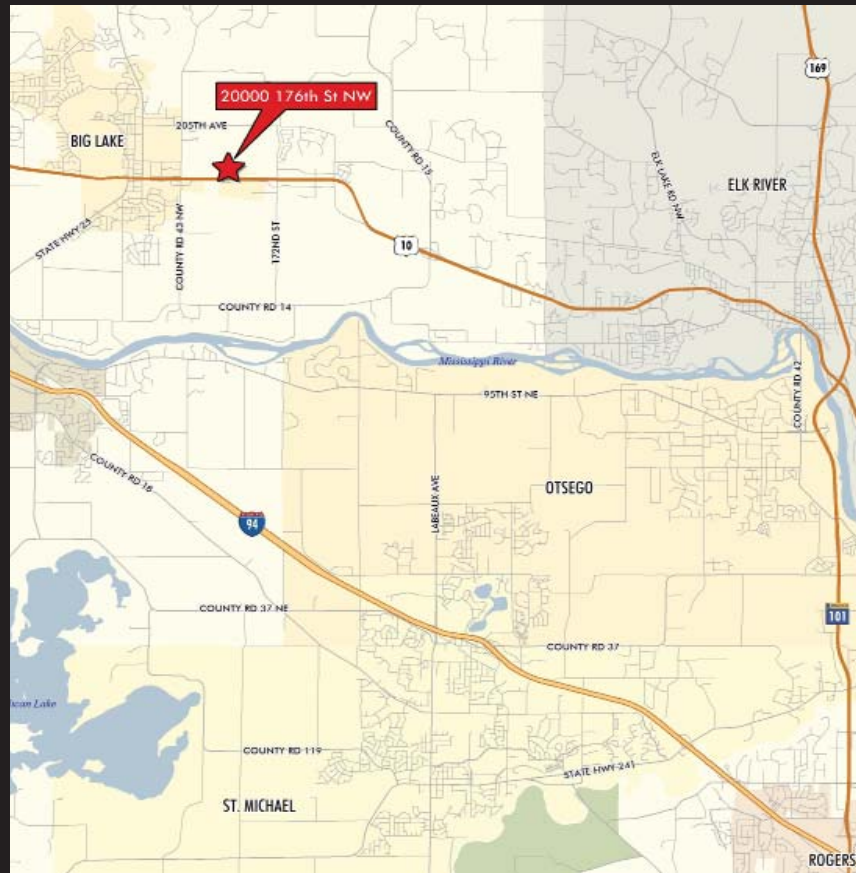 169
20000 176th St NW
205TH AVE
BIG LAKE
COUNTY RD 15
ELK LAKE RD NW
ELK RIVER
STATE HWY 25
COUNTY RD 43 NW
172ND ST
10
COUNTY RD 14
Mississippi River
95TH ST NE
COUNTY RD 42
COUNTY RD 18
LABEAUX AVE
OTSEGO
94
COUNTY RD 37 NE
101
COUNTY RD 37
Lake
COUNTY RD 119
STATE HWY 241
ST. MICHAEL
ROGERS